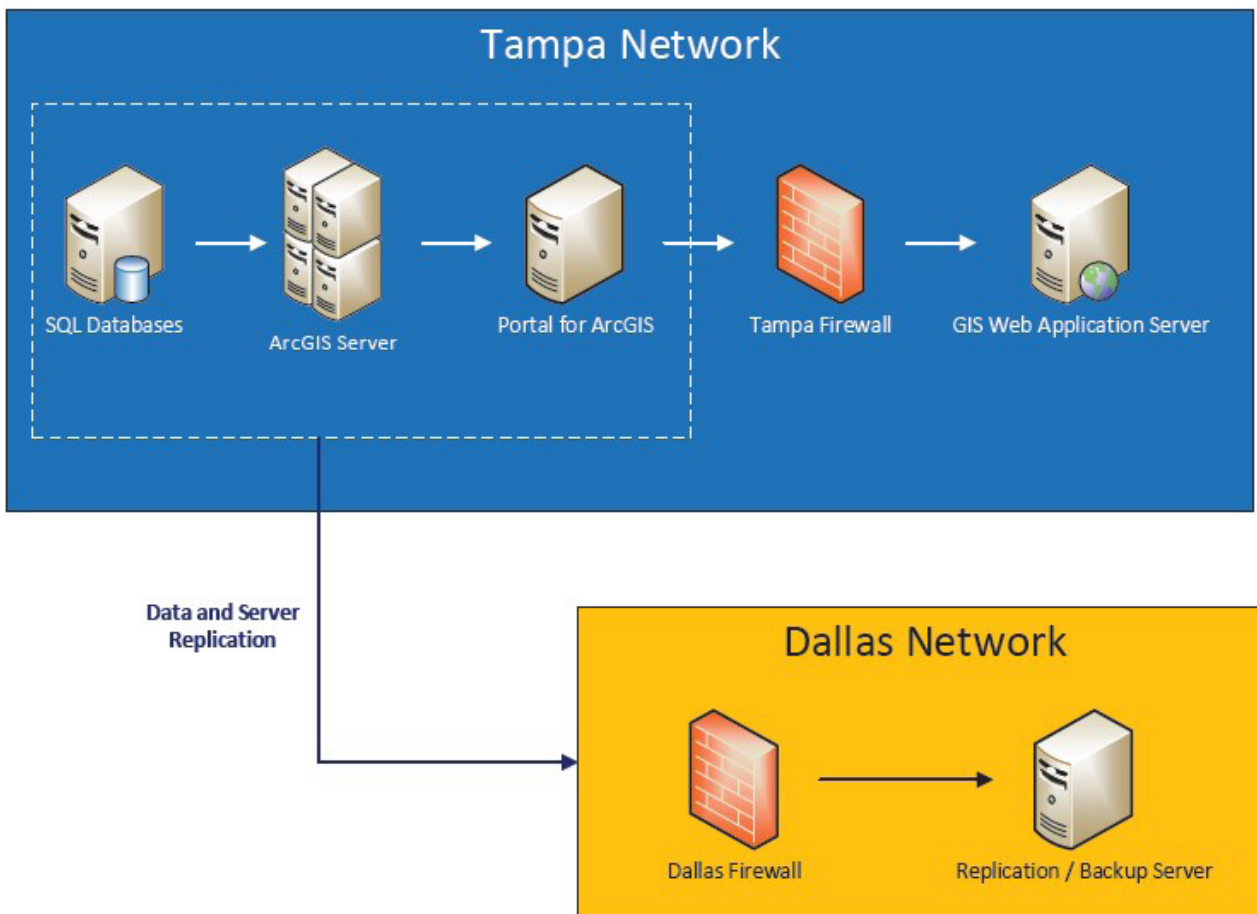 Tampa Network
SQL Databases
ArcGIS Server
Portal for ArcGIS
Tampa Firewall
GIS Web Application Server
Data and Server
Replication
Dallas Network
Dallas Firewall
Replication / Backup Server